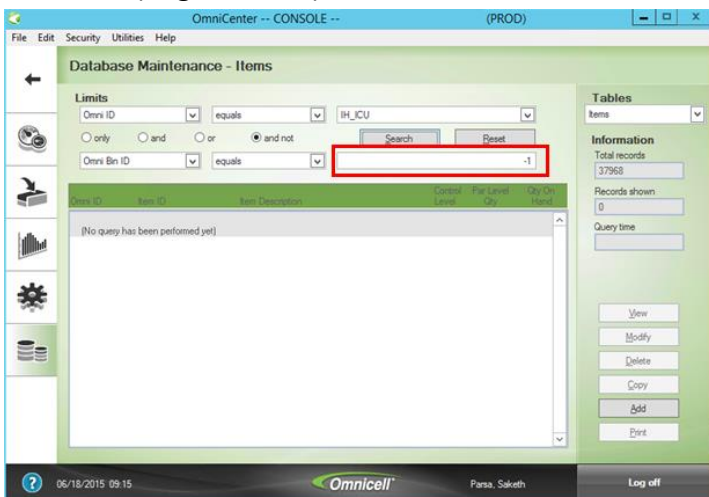 OmniCenter -- CONSOLE -- (PROD)
File Edit Security Utilities Help
Database Maintenance - Items
Limits
Omni ID equals IH_ICU
only and or and not Search Reset
Omni Bin ID equals -1
Omni ID Item ID Item Description Control Level Par Level Qty Qty On Hand
(No query has been performed yet)
Tables
Items
Information
Total records
37968
Records shown
0
Query time
View
Modify
Delete
Copy
Add
Print
? 06/18/2015 09:15 Omnicell Parsa, Saketh Log off